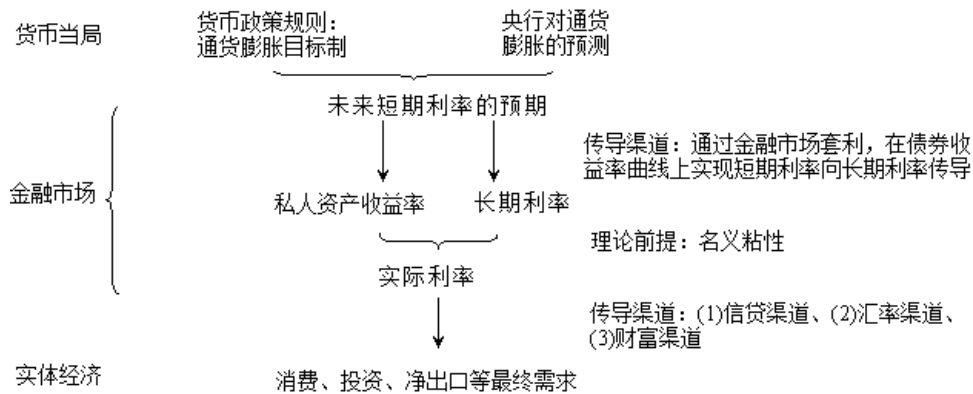 货币当局
货币政策规则：
通货膨胀目标制
央行对通货
膨胀的预测
未来短期利率的预期
传导渠道：通过金融市场套利，在债券收
益率曲线上实现短期利率向长期利率传导
金融市场
私人资产收益率
长期利率
理论前提：名义粘性
实际利率
传导渠道：(1)信贷渠道、(2)汇率渠道、
(3)财富渠道
实体经济
消费、投资、净出口等最终需求